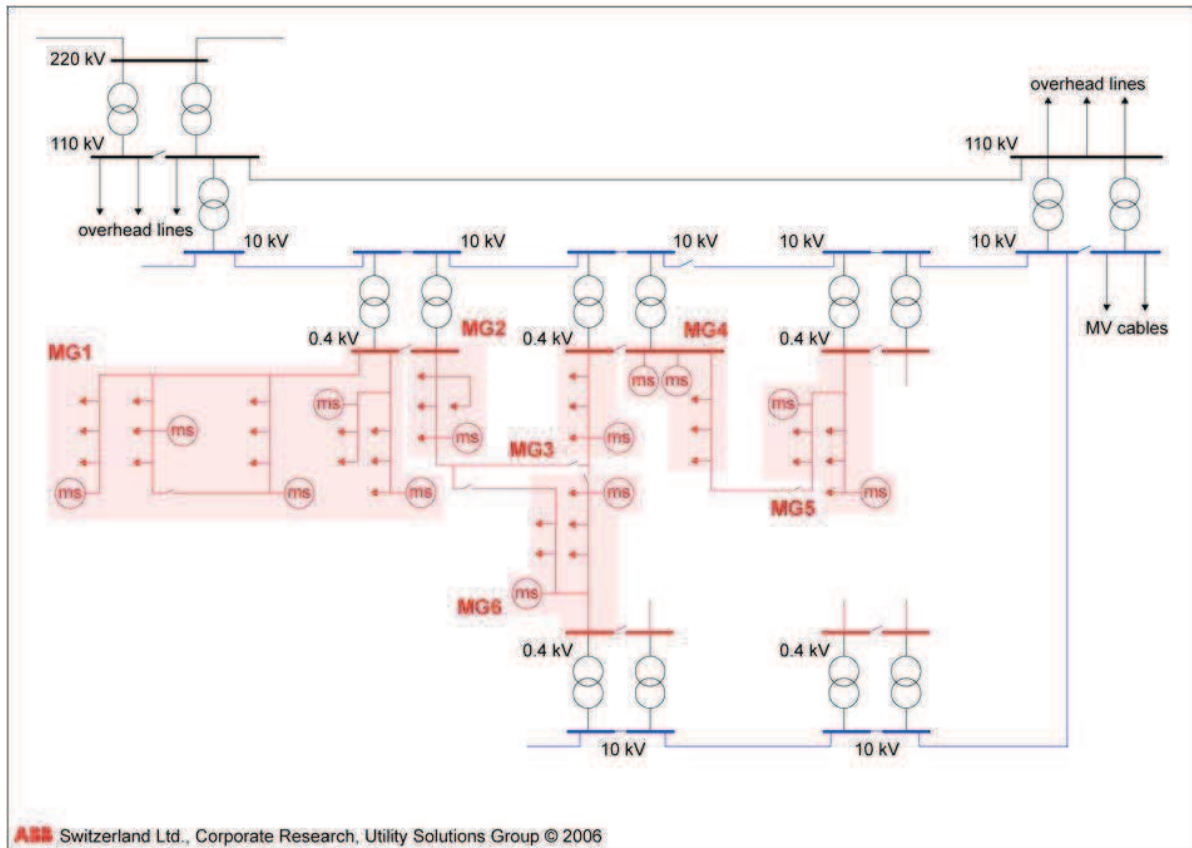 220 kV
overhead lines
110 kV
110 kV
overhead lines
10 kV
10 kV
10 kV
10 kV
10 kV
MG2
MG4
MV cables
0.4 kV
0.4 kV
0.4 kV
MG1
ms
ms
ms
ms
ms
ms
ms
MG3
ms
ms
ms
ms
MG5
ms
ms
MG6
0.4 kV
0.4 kV
10 kV
10 kV
ABB Switzerland Ltd., Corporate Research, Utility Solutions Group © 2006